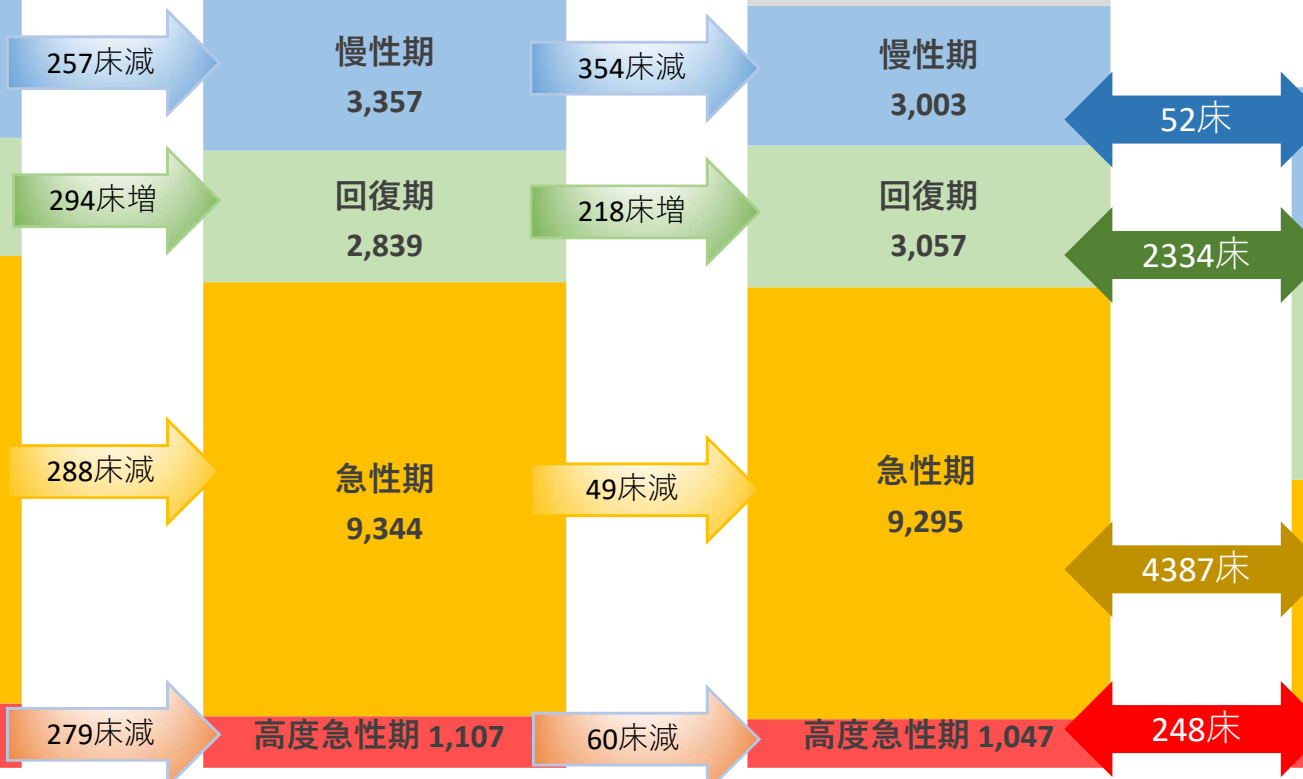 257床減
慢性期
3,357
354床減
慢性期
3,003
52床
294床増
回復期
2,839
218床増
回復期
3,057
2334床
288床減
急性期
9,344
49床減
急性期
9,295
4387床
279床減
高度急性期 1,107
60床減
高度急性期 1,047
248床